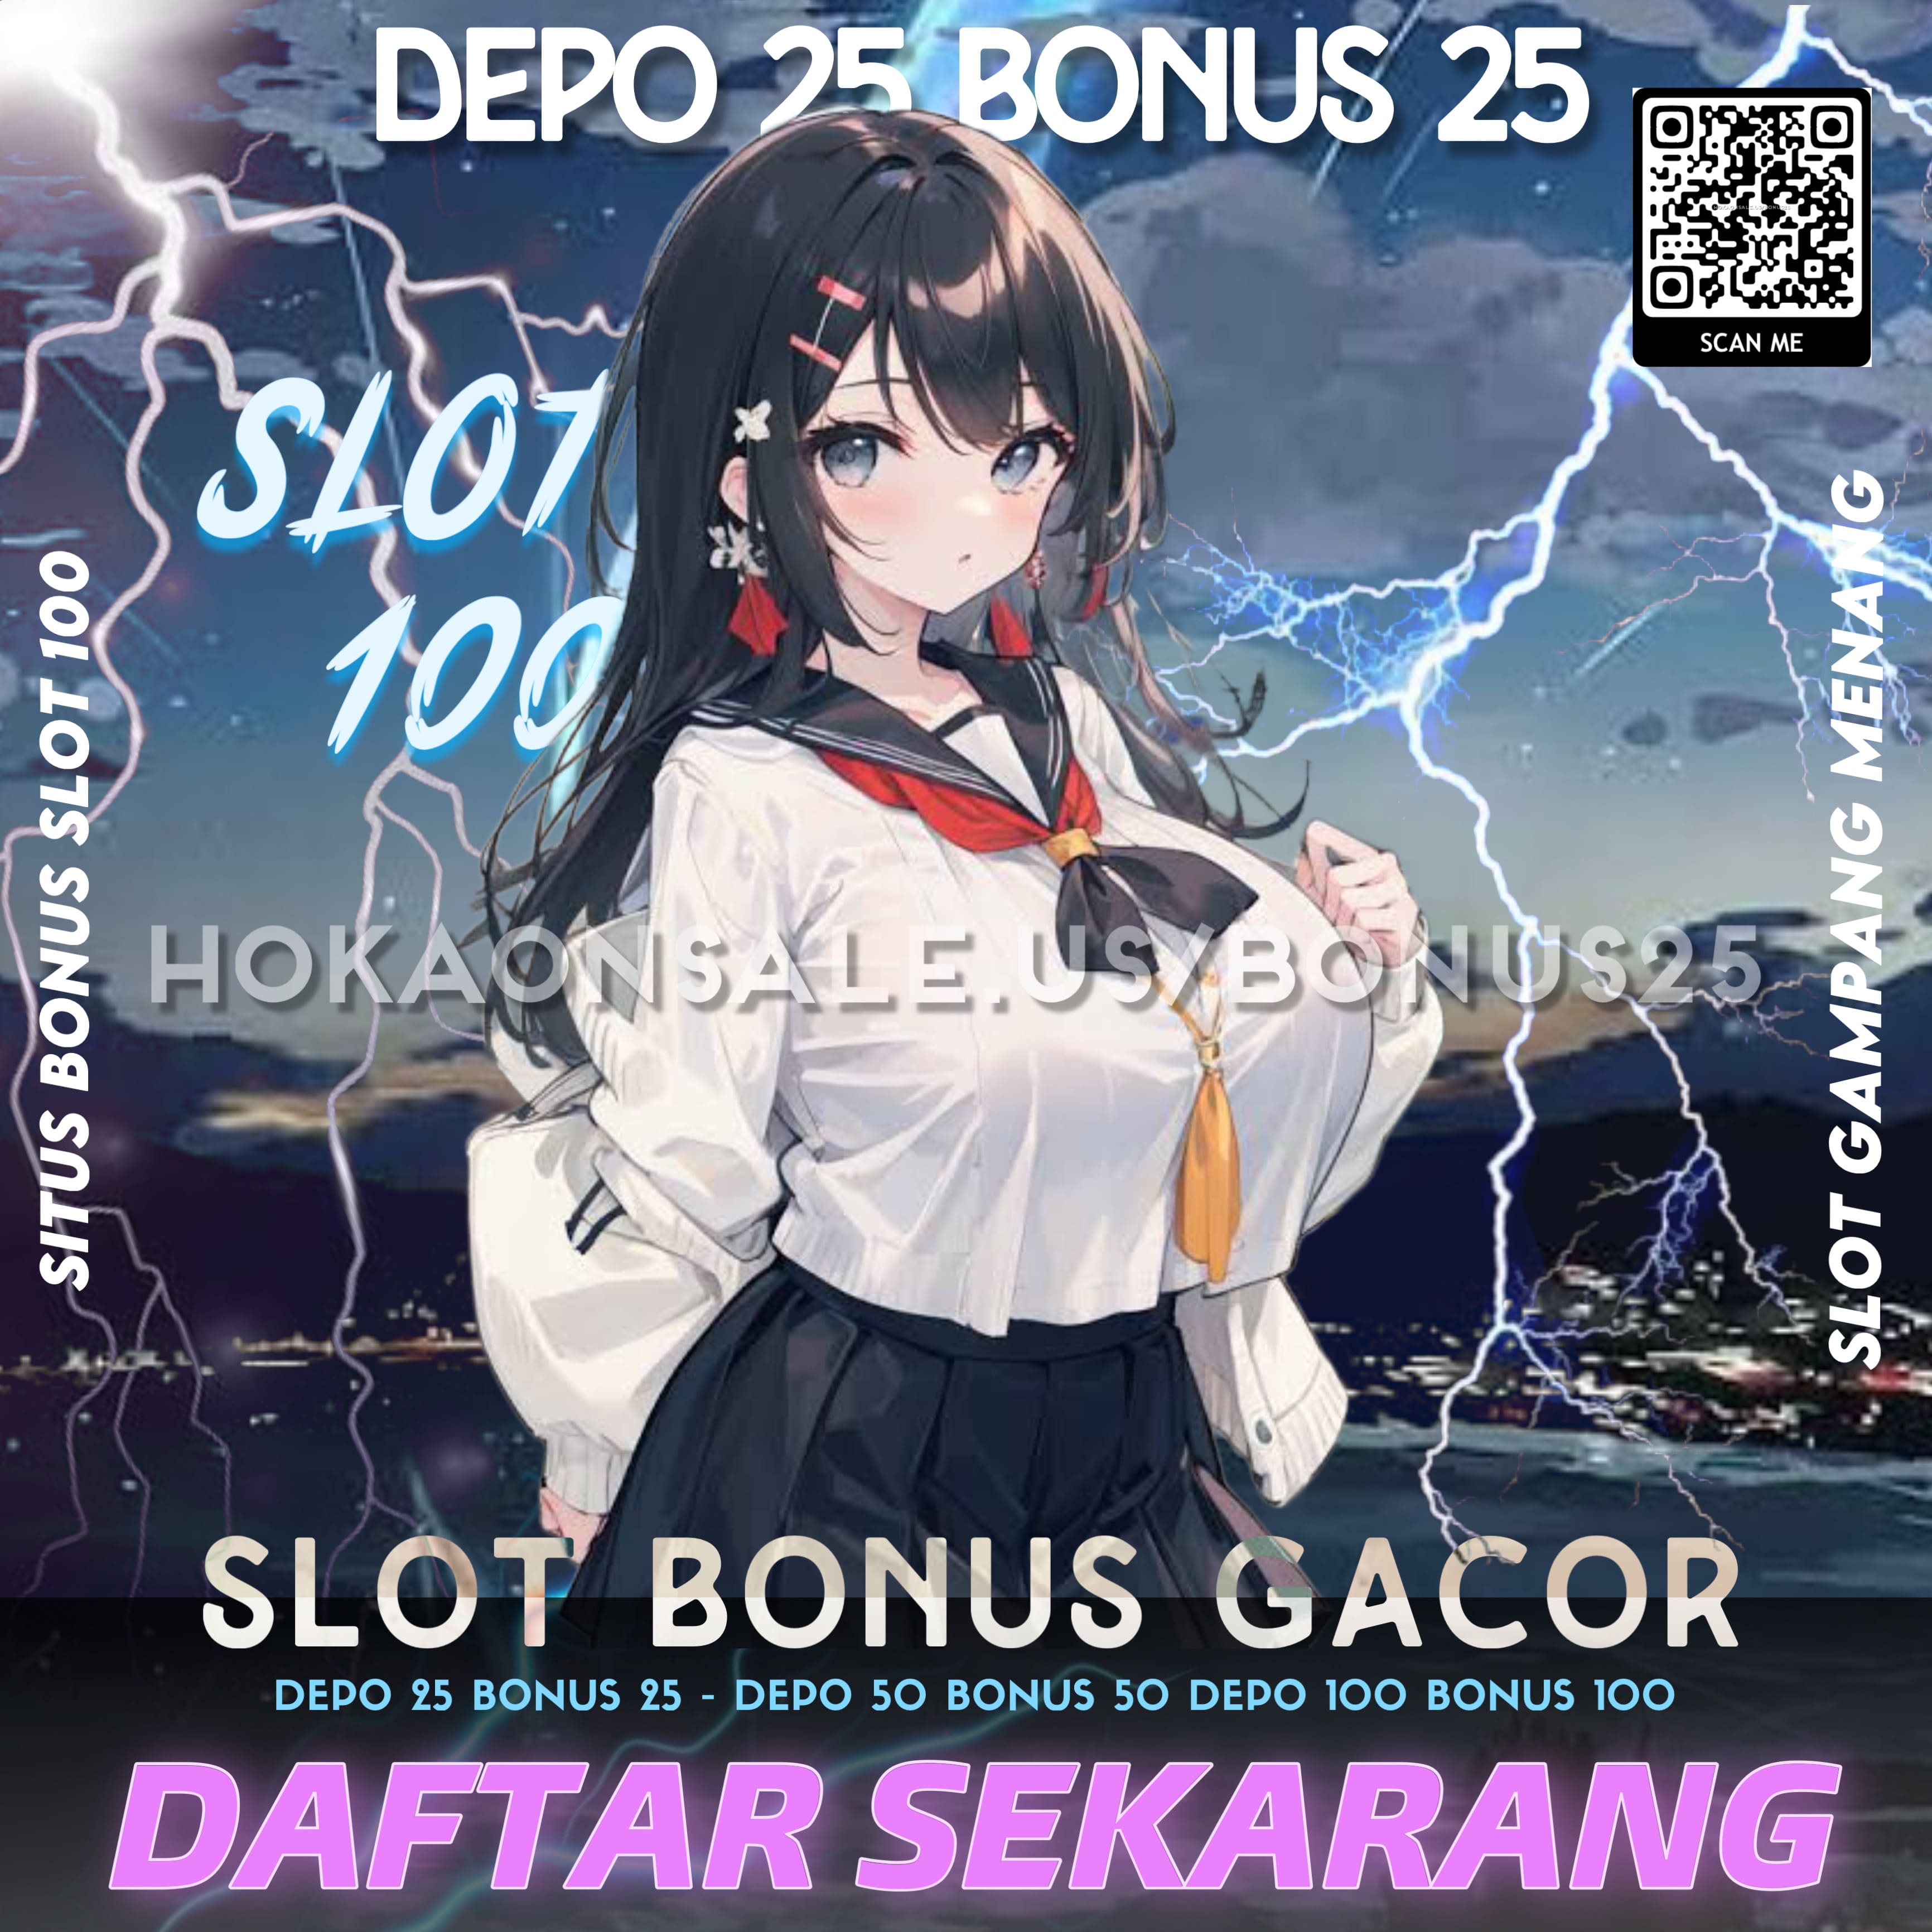 DEPO 25 BONUS 25
SCAN ME
SLOT
100
SITUS BONUS SLOT 100
SLOT GAMPANG MENANG
HOKAONSALE.US/BONUS25
SLOT BONUS GACOR
DEPO 25 BONUS 25 - DEPO 50 BONUS 50 DEPO 100 BONUS 100
DAFTAR SEKARANG